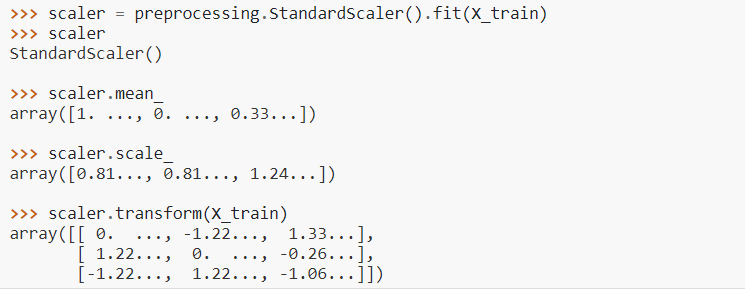 >>> scaler = preprocessing.StandardScaler().fit(X_train)
>>> scaler
StandardScaler()
>>> scaler.mean_
array([1. ..., 0. ..., 0.33...])
>>> scaler.scale_
array([0.81..., 0.81..., 1.24...])
>>> scaler.transform(X_train)
array([[ 0.  ..., -1.22...,  1.33...],
       [ 1.22...,  0.  ..., -0.26...],
       [-1.22...,  1.22..., -1.06...]])